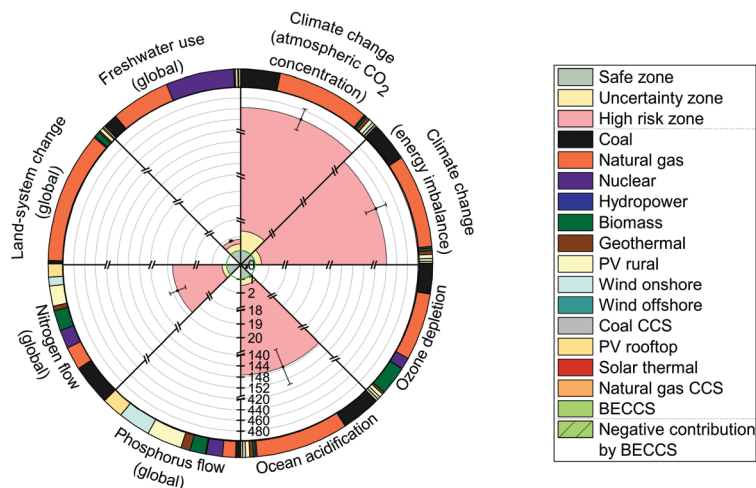 Climate change
(atmospheric CO2
concentration)
Freshwater use
(global)
Climate change
(energy imbalance)
Land-system change
(global)
Nitrogen flow
(global)
Ozone depletion
Phosphorus flow
(global)
Ocean acidification
0
1
2
18
19
20
140
144
148
152
420
440
460
480
Safe zone
Uncertainty zone
High risk zone
Coal
Natural gas
Nuclear
Hydropower
Biomass
Geothermal
PV rural
Wind onshore
Wind offshore
Coal CCS
PV rooftop
Solar thermal
Natural gas CCS
BECCS
Negative contribution
by BECCS